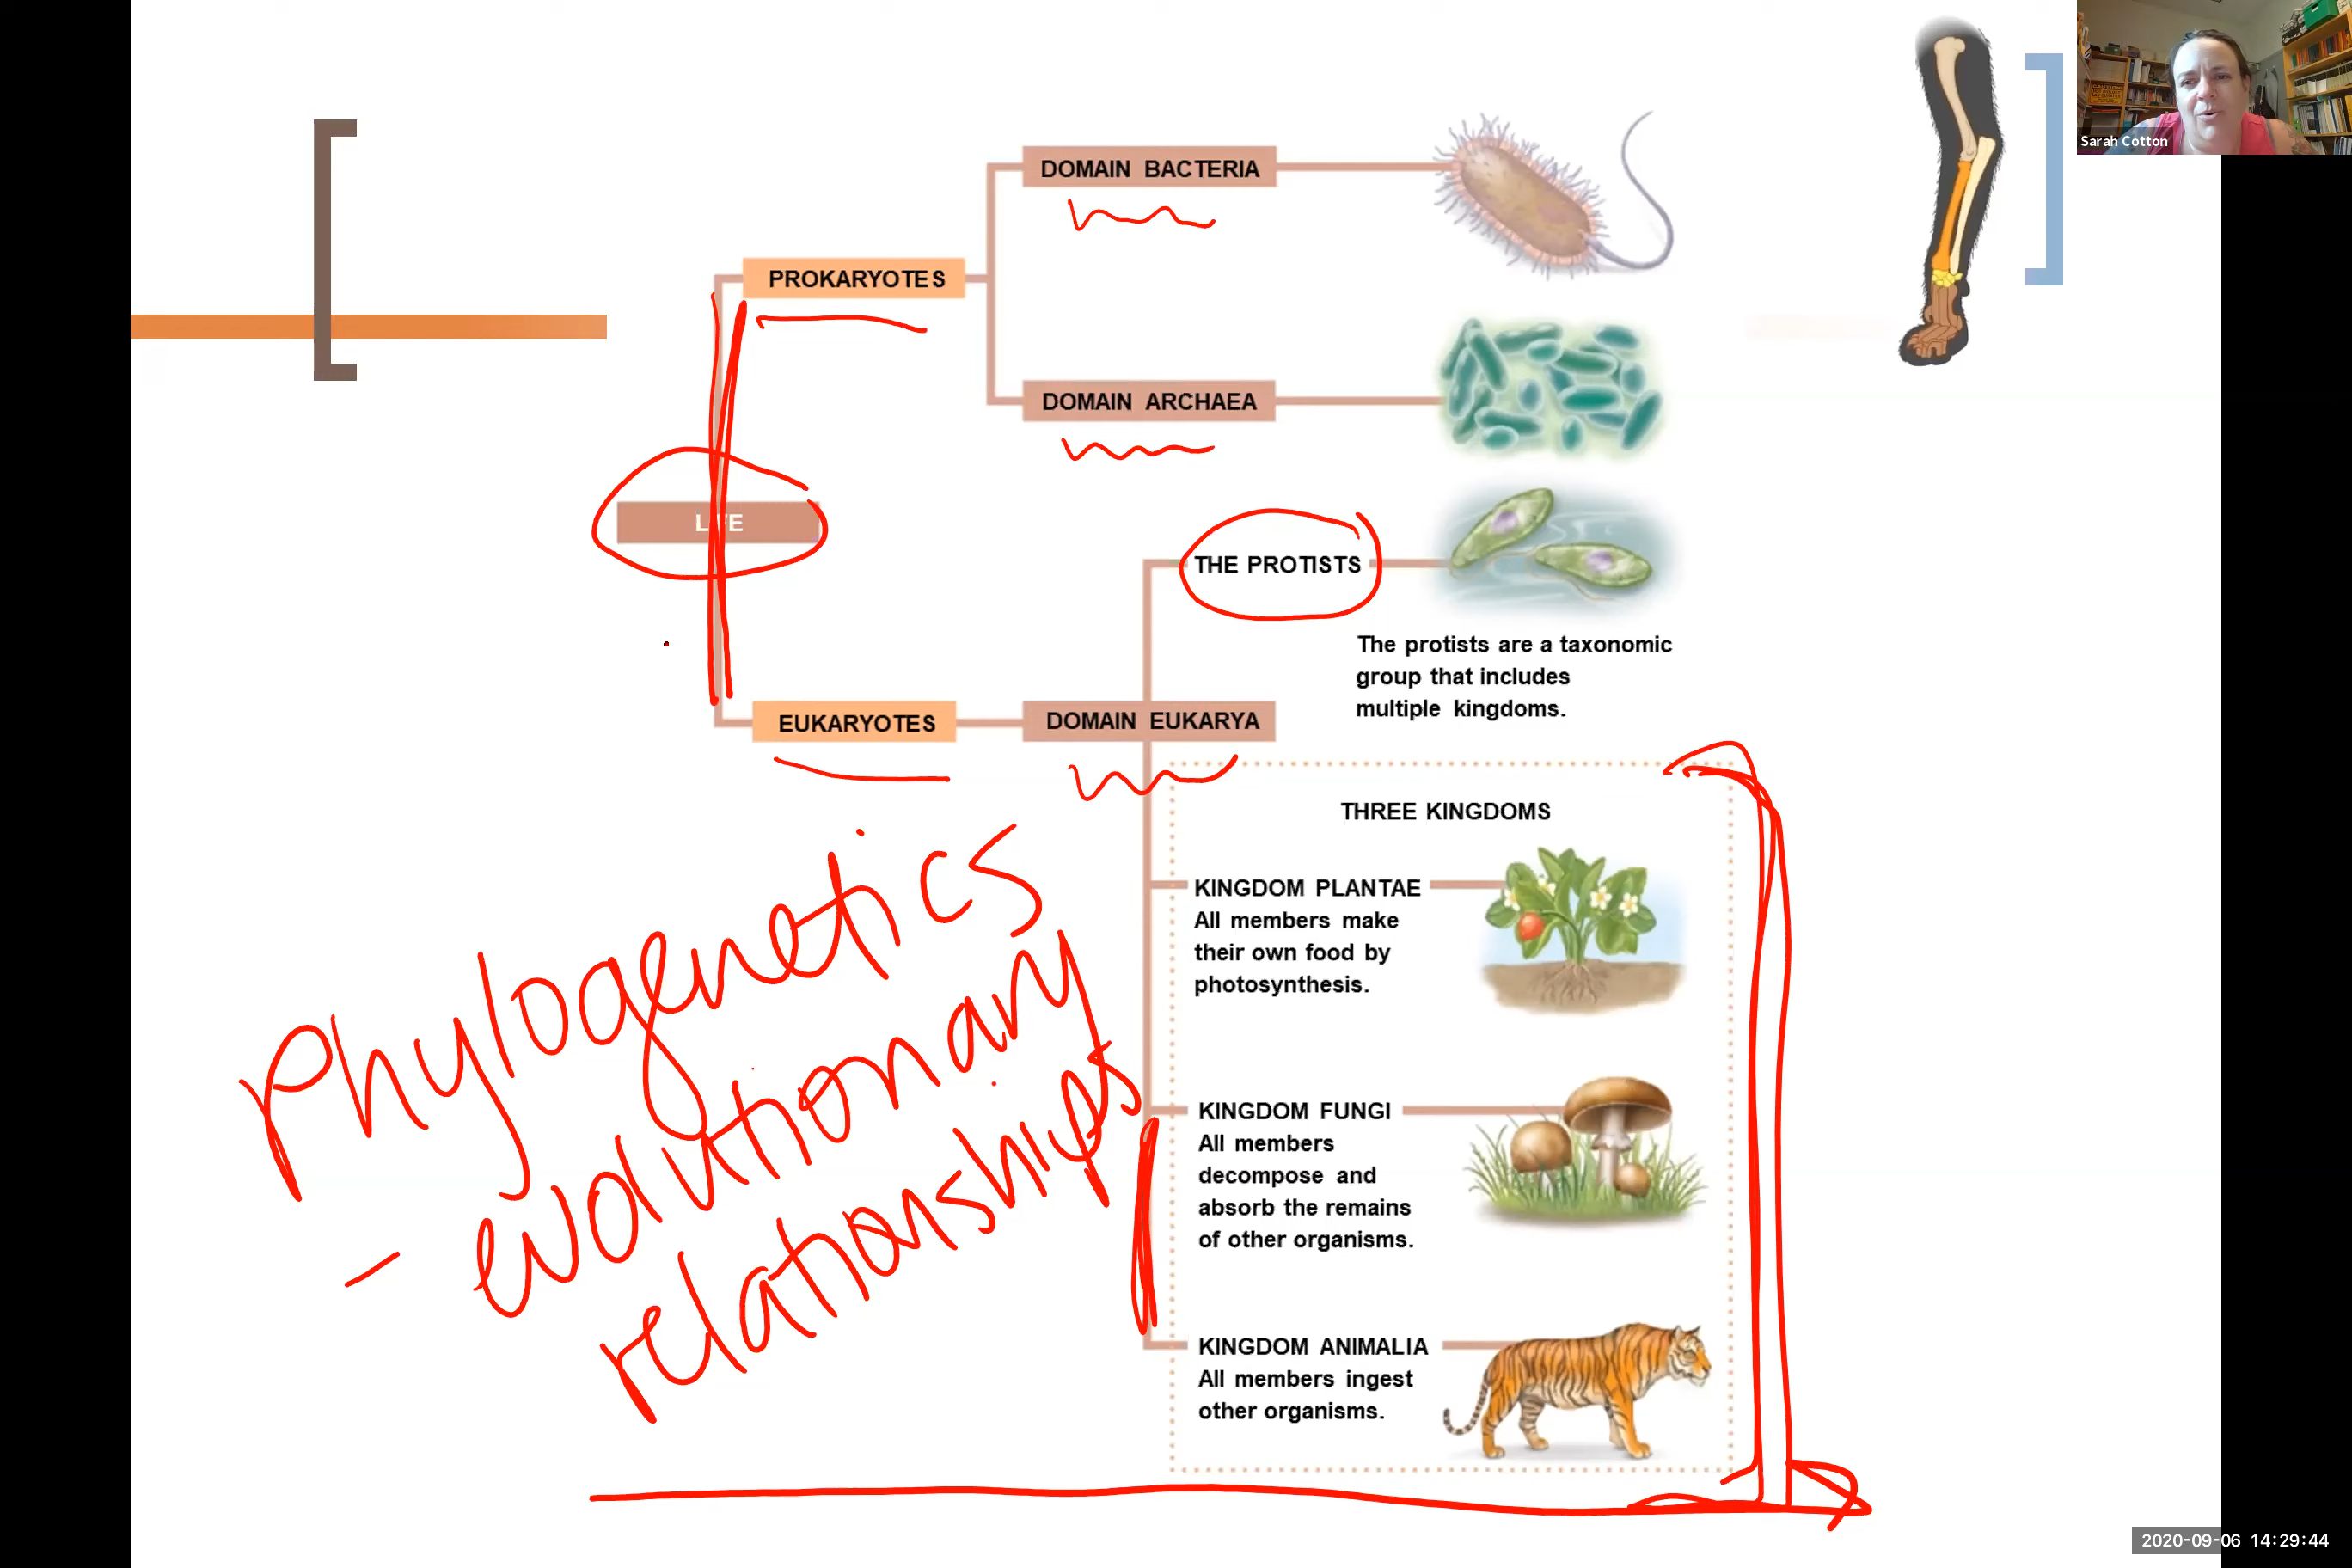 Sarah Cotton
DOMAIN BACTERIA
PROKARYOTES
DOMAIN ARCHAEA
LIFE
THE PROTISTS
The protists are a taxonomic
group that includes
multiple kingdoms.
EUKARYOTES
DOMAIN EUKARYA
THREE KINGDOMS
KINGDOM PLANTAE
All members make
their own food by
photosynthesis.
KINGDOM FUNGI
All members
decompose and
absorb the remains
of other organisms.
KINGDOM ANIMALIA
All members ingest
other organisms.
Phylogenetics
- evolutionary
relationships
2020-09-06 14:29:44